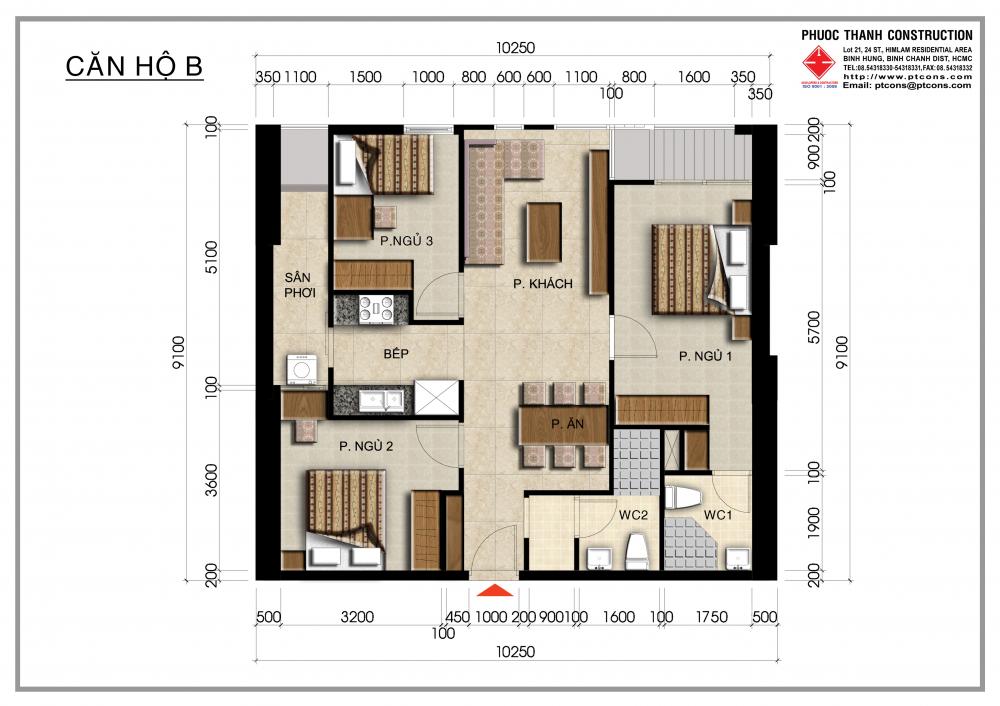 CĂN HỘ B
PHUOC THANH CONSTRUCTION
Lot 21, 24 ST., HIMLAM RESIDENTIAL AREA
BINH HUNG, BINH CHANH DIST, HCMC
TEL:08.54318330-54318331,FAX:08.54318332
http://www.ptcons.com
Email: ptcons@ptcons.com
ISO 9001 : 2008
10250
350 1100 1500 1000 800 600 600 1100 100 800 1600 350 350
100
5100
100
3600
200
9100
200
900
100
5700
100
1900
200
9100
P.NGỦ 3
SÂN
PHƠI
P. KHÁCH
BẾP
P. NGỦ 1
P. ĂN
P. NGỦ 2
WC2
WC1
500 3200 100 450 1000 200 900 100 1600 100 1750 500
10250